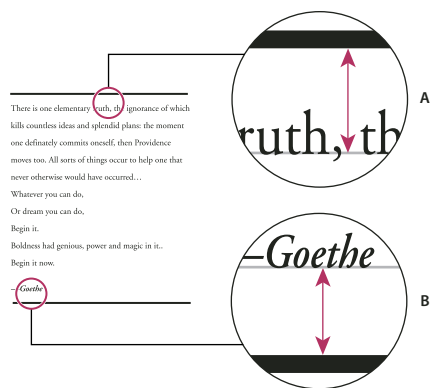 There is one elementary truth, the ignorance of which
kills countless ideas and splendid plans: the moment
one definately commits oneself, then Providence
moves too. All sorts of things occur to help one that
never otherwise would have occurred…
Whatever you can do,
Or dream you can do,
Begin it.
Boldness had genious, power and magic in it..
Begin it now.
–Goethe
ruth, th
A
–Goethe
B